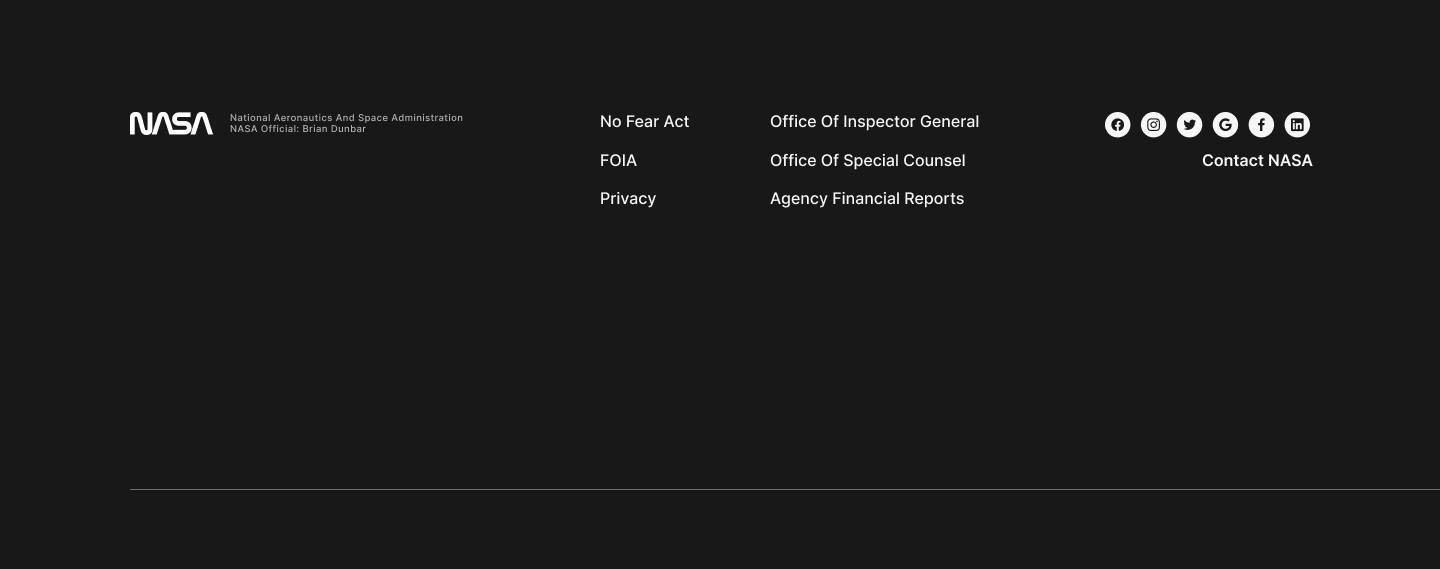 NASA
National Aeronautics And Space Administration
NASA Official: Brian Dunbar
No Fear Act
FOIA
Privacy
Office Of Inspector General
Office Of Special Counsel
Agency Financial Reports
Contact NASA